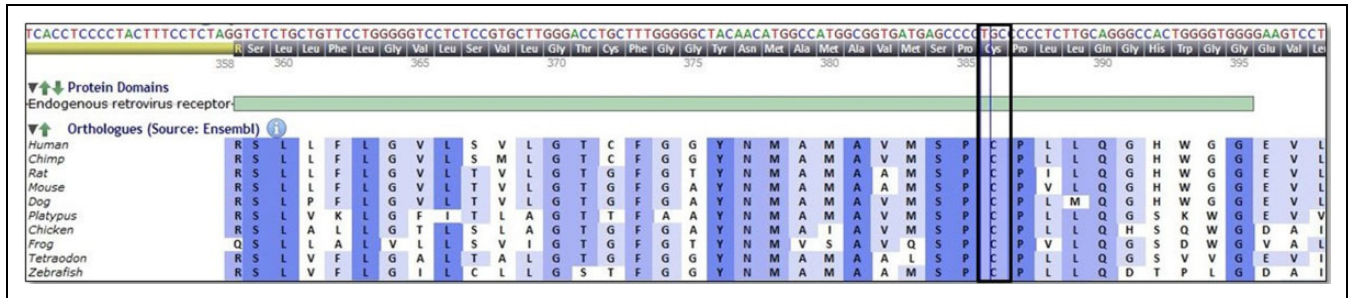 TCACCTCCCCTACTTTCCTCTAGGTCTCTGCTGTTCCTGGGGGTCCTCTCCGTGCTTGGGACCTGCTTTGGGGGCTACAACATGGCCATGGCGGTGATGAGCCCCTGCCCCCTCTTGCAGGGCCACTGGGGTGGGGAAGTCCT
R Ser Leu Leu Phe Leu Gly Val Leu Ser Val Leu Gly Thr Cys Phe Gly Gly Tyr Asn Met Ala Met Ala Val Met Ser Pro Cys Pro Leu Leu Gln Gly His Trp Gly Gly Glu Val Le
358 360 365 370 375 380 385 390 395
Protein Domains
Endogenous retrovirus receptor
Orthologues (Source: Ensembl) i
Human R S L L F L G V L S V L G T C F G G Y N M A M A V M S P C P L L Q G H W G G E V L
Chimp R S L L F L G V L S M L G T C F G G Y N M A M A V M S P C P L L Q G H W G G E V L
Rat R S L L F L G V L T V L G T G F G T Y N M A M A A M S P C P I L Q G H W G G E V L
Mouse R S L L F L G V L T V L G T G F G A Y N M A M A A M S P C P V L Q G H W G G E V L
Dog R S L P F L G V L T V L G T G F G A Y N M A M A V M S P C P L M Q G H W G G E V L
Platypus R S L V K L G F I T L A G T T F A A Y N M A M A V M S P C P L L Q G S K W G E V V
Chicken R S L A L L G T L S L A G T G F G A Y N M A I A V M S P C P L L Q H S Q W G D A I
Frog Q S L L A L V L L S V I G T G F G T Y N M V S A V Q S P C P V L Q G S D W G V A L
Tetraodon R S L V F L G A L T A L G T G F G G Y N M A M A A L S P C P L L Q G S V V G E V I
Zebrafish R S L V F L G I L C L L G S T F G G Y N M A M A A M S P C P L L Q D T P L G D A I